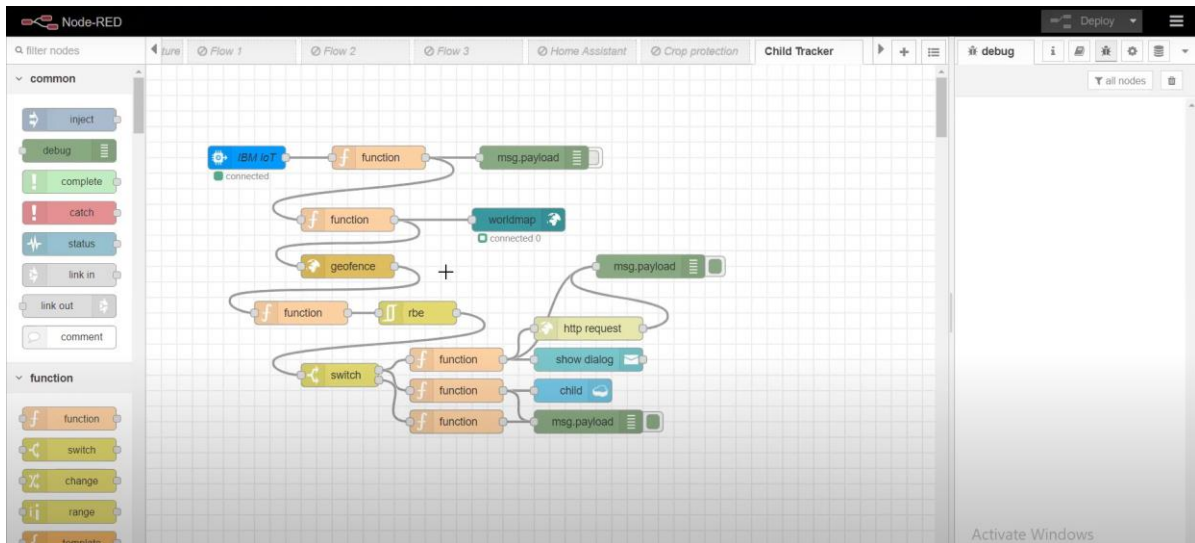 Node-RED
Deploy
filter nodes
ture
Flow 1
Flow 2
Flow 3
Home Assistant
Crop protection
Child Tracker
debug
all nodes
common
inject
debug
complete
catch
status
link in
link out
comment
function
function
switch
change
range
template
IBM IoT
connected
function
msg.payload
function
worldmap
connected 0
geofence
msg.payload
function
rbe
http request
switch
function
show dialog
function
child
function
msg.payload
Activate Windows